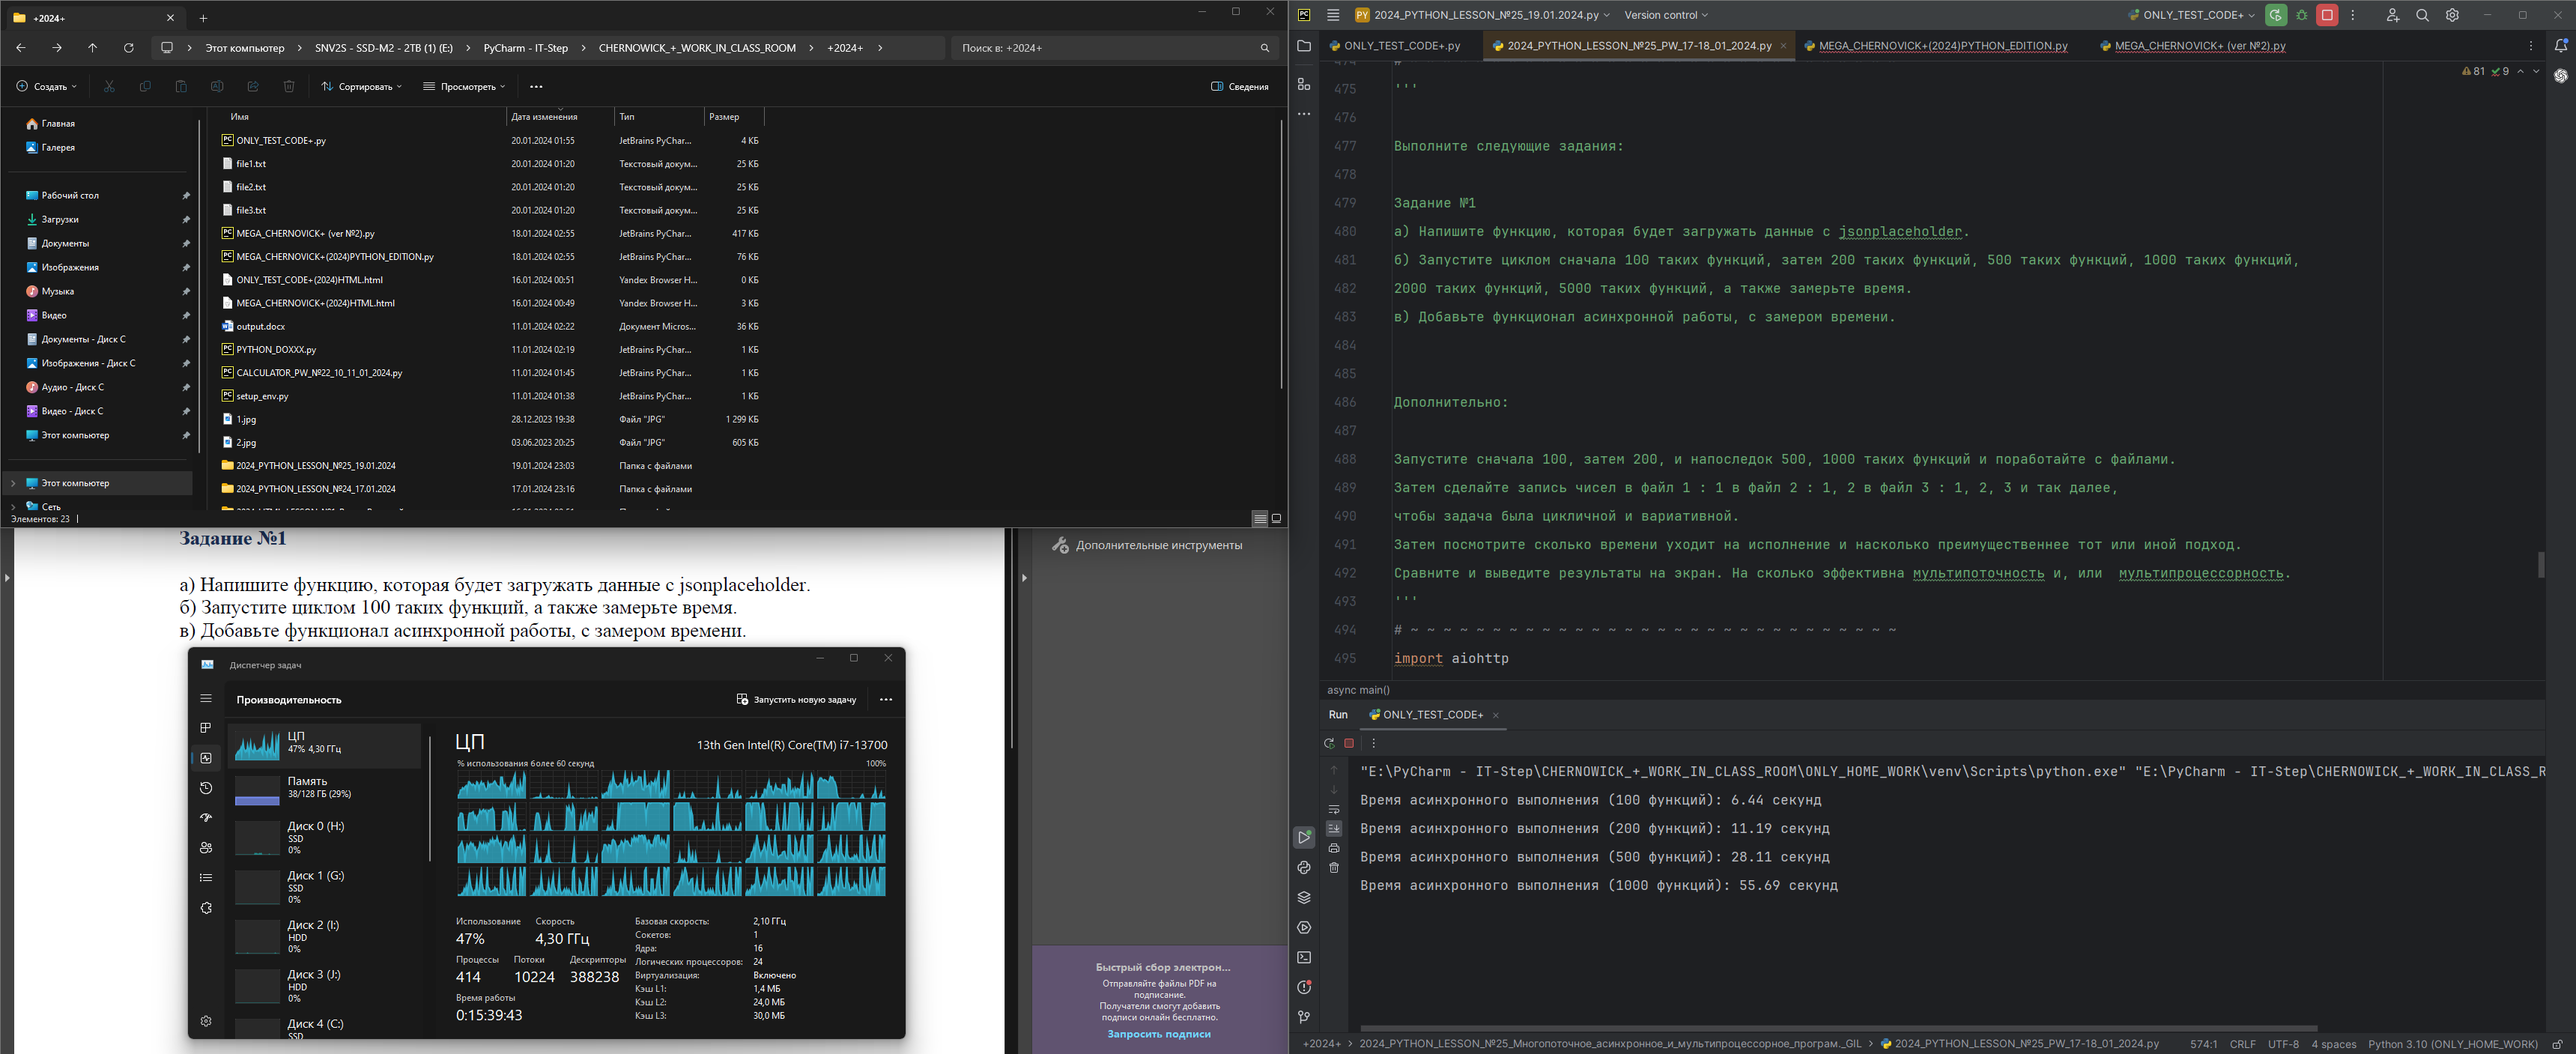 +2024+
Этот компьютер
SNV2S - SSD-M2 - 2TB (1) (E:)
PyCharm - IT-Step
CHERNOWICK_+_WORK_IN_CLASS_ROOM
+2024+
Поиск в: +2024+
Создать
Сортировать
Просмотреть
Сведения
Главная
Галерея
Рабочий стол
Загрузки
Документы
Изображения
Музыка
Видео
Документы - Диск C
Изображения - Диск C
Аудио - Диск C
Видео - Диск C
Этот компьютер
Этот компьютер
Сеть
Имя Дата изменения Тип Размер
ONLY_TEST_CODE+.py 20.01.2024 01:55 JetBrains PyChar... 4 КБ
file1.txt 20.01.2024 01:20 Текстовый докум... 25 КБ
file2.txt 20.01.2024 01:20 Текстовый докум... 25 КБ
file3.txt 20.01.2024 01:20 Текстовый докум... 25 КБ
MEGA_CHERNOVICK+ (ver №2).py 18.01.2024 02:55 JetBrains PyChar... 417 КБ
MEGA_CHERNOVICK+(2024)PYTHON_EDITION.py 18.01.2024 02:55 JetBrains PyChar... 76 КБ
ONLY_TEST_CODE+(2024)HTML.html 16.01.2024 00:51 Yandex Browser H... 0 КБ
MEGA_CHERNOVICK+(2024)HTML.html 16.01.2024 00:49 Yandex Browser H... 3 КБ
output.docx 11.01.2024 02:22 Документ Micros... 36 КБ
PYTHON_DOXXX.py 11.01.2024 02:19 JetBrains PyChar... 1 КБ
CALCULATOR_PW_№22_10_11_01_2024.py 11.01.2024 01:45 JetBrains PyChar... 1 КБ
setup_env.py 11.01.2024 01:38 JetBrains PyChar... 1 КБ
1.jpg 28.12.2023 19:38 Файл "JPG" 1 299 КБ
2.jpg 03.06.2023 20:25 Файл "JPG" 605 КБ
2024_PYTHON_LESSON_№25_19.01.2024 19.01.2024 23:03 Папка с файлами
2024_PYTHON_LESSON_№24_17.01.2024 17.01.2024 23:16 Папка с файлами
Элементов: 23
Задание №1
а) Напишите функцию, которая будет загружать данные с jsonplaceholder.
б) Запустите циклом 100 таких функций, а также замерьте время.
в) Добавьте функционал асинхронной работы, с замером времени.
Дополнительные инструменты
Быстрый сбор электрон...
Отправляйте файлы PDF на
подписание.
Получатели смогут добавить
подписи онлайн бесплатно.
Запросить подписи
Диспетчер задач
Производительность
Запустить новую задачу
ЦП
47% 4,30 ГГц
Память
38/128 ГБ (29%)
Диск 0 (H:)
SSD
0%
Диск 1 (G:)
SSD
0%
Диск 2 (I:)
HDD
0%
Диск 3 (J:)
HDD
0%
Диск 4 (C:)
SSD
ЦП 13th Gen Intel(R) Core(TM) i7-13700
% использования более 60 секунд 100%
Использование Скорость
47% 4,30 ГГц
Процессы Потоки Дескрипторы
414 10224 388238
Время работы
0:15:39:43
Базовая скорость: 2,10 ГГц
Сокетов: 1
Ядра: 16
Логических процессоров: 24
Виртуализация: Включено
Кэш L1: 1,4 МБ
Кэш L2: 24,0 МБ
Кэш L3: 30,0 МБ
PC
PY 2024_PYTHON_LESSON_№25_19.01.2024.py Version control
ONLY_TEST_CODE+
ONLY_TEST_CODE+.py
2024_PYTHON_LESSON_№25_PW_17-18_01_2024.py
MEGA_CHERNOVICK+(2024)PYTHON_EDITION.py
MEGA_CHERNOVICK+ (ver №2).py
81 9
474 #
475 '''
476
477 Выполните следующие задания:
478
479 Задание №1
480 а) Напишите функцию, которая будет загружать данные с jsonplaceholder.
481 б) Запустите циклом сначала 100 таких функций, затем 200 таких функций, 500 таких функций, 1000 таких функций,
482 2000 таких функций, 5000 таких функций, а также замерьте время.
483 в) Добавьте функционал асинхронной работы, с замером времени.
484
485
486 Дополнительно:
487
488 Запустите сначала 100, затем 200, и напоследок 500, 1000 таких функций и поработайте с файлами.
489 Затем сделайте запись чисел в файл 1 : 1 в файл 2 : 1, 2 в файл 3 : 1, 2, 3 и так далее,
490 чтобы задача была цикличной и вариативной.
491 Затем посмотрите сколько времени уходит на исполнение и насколько преимущественнее тот или иной подход.
492 Сравните и выведите результаты на экран. На сколько эффективна мультипоточность и, или мультипроцессорность.
493 '''
494 # ~ ~ ~ ~ ~ ~ ~ ~ ~ ~ ~ ~ ~ ~ ~ ~ ~ ~ ~ ~ ~ ~ ~ ~ ~ ~ ~ ~ ~ ~
495 import aiohttp
async main()
Run ONLY_TEST_CODE+
"E:\PyCharm - IT-Step\CHERNOWICK_+_WORK_IN_CLASS_ROOM\ONLY_HOME_WORK\venv\Scripts\python.exe" "E:\PyCharm - IT-Step\CHERNOWICK_+_WORK_IN_CLASS_R
Время асинхронного выполнения (100 функций): 6.44 секунд
Время асинхронного выполнения (200 функций): 11.19 секунд
Время асинхронного выполнения (500 функций): 28.11 секунд
Время асинхронного выполнения (1000 функций): 55.69 секунд
+2024+ > 2024_PYTHON_LESSON_№25_Многопоточное_асинхронное_и_мультипроцессорное_програм._GIL > 2024_PYTHON_LESSON_№25_PW_17-18_01_2024.py
574:1 CRLF UTF-8 4 spaces Python 3.10 (ONLY_HOME_WORK)